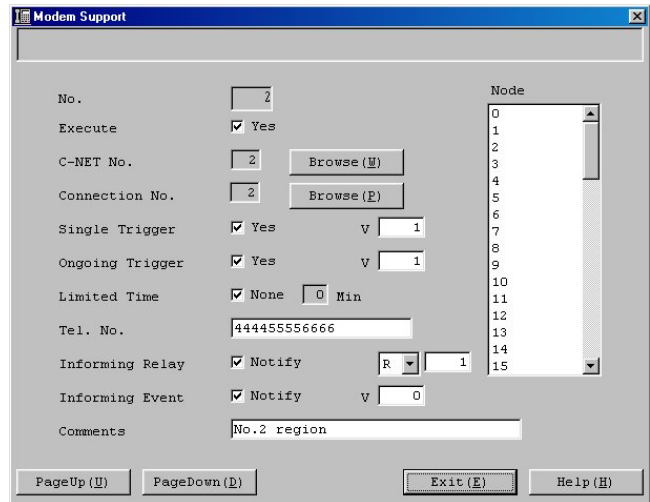 Modem Support
No. 2
Execute Yes
C-NET No. 2 Browse(W)
Connection No. 2 Browse(P)
Single Trigger Yes V 1
Ongoing Trigger Yes V 1
Limited Time None 0 Min
Tel. No. 444455556666
Informing Relay Notify R 1
Informing Event Notify V 0
Comments No.2 region
Node
0
1
2
3
4
5
6
7
8
9
10
11
12
13
14
15
PageUp(U) PageDown(D) Exit(E) Help(H)